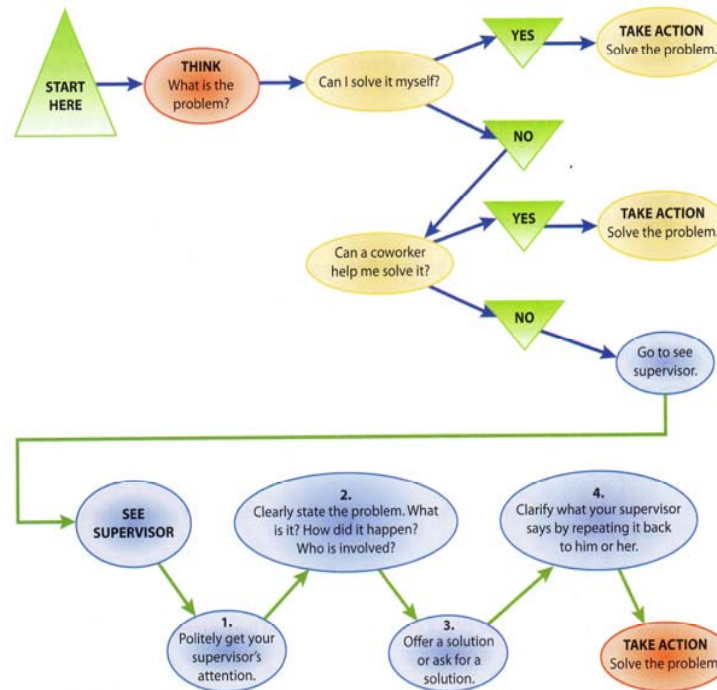 START
HERE
THINK
What is the
problem?
Can I solve it myself?
YES
TAKE ACTION
Solve the problem.
NO
Can a coworker
help me solve it?
YES
TAKE ACTION
Solve the problem.
NO
Go to see
supervisor.
SEE
SUPERVISOR
1.
Politely get your
supervisor's
attention.
2.
Clearly state the problem. What
is it? How did it happen?
Who is involved?
3.
Offer a solution
or ask for a
solution.
4.
Clarify what your supervisor
says by repeating it back
to him or her.
TAKE ACTION
Solve the problem.